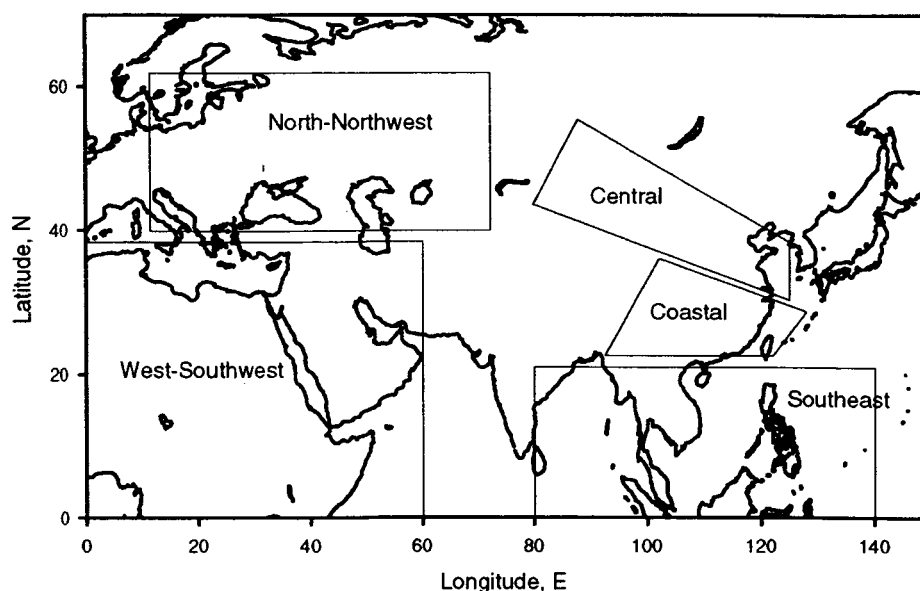 60
North-Northwest
Central
40
Latitude, N
Coastal
West-Southwest
20
Southeast
0
0 20 40 60 80 100 120 140
Longitude, E